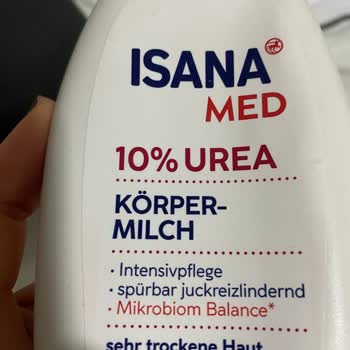 ISANA
MED
10% UREA
KÖRPER-
MILCH
· Intensivpflege
· spürbar juckreizlindernd
· Mikrobiom Balance*
sehr trockene Haut